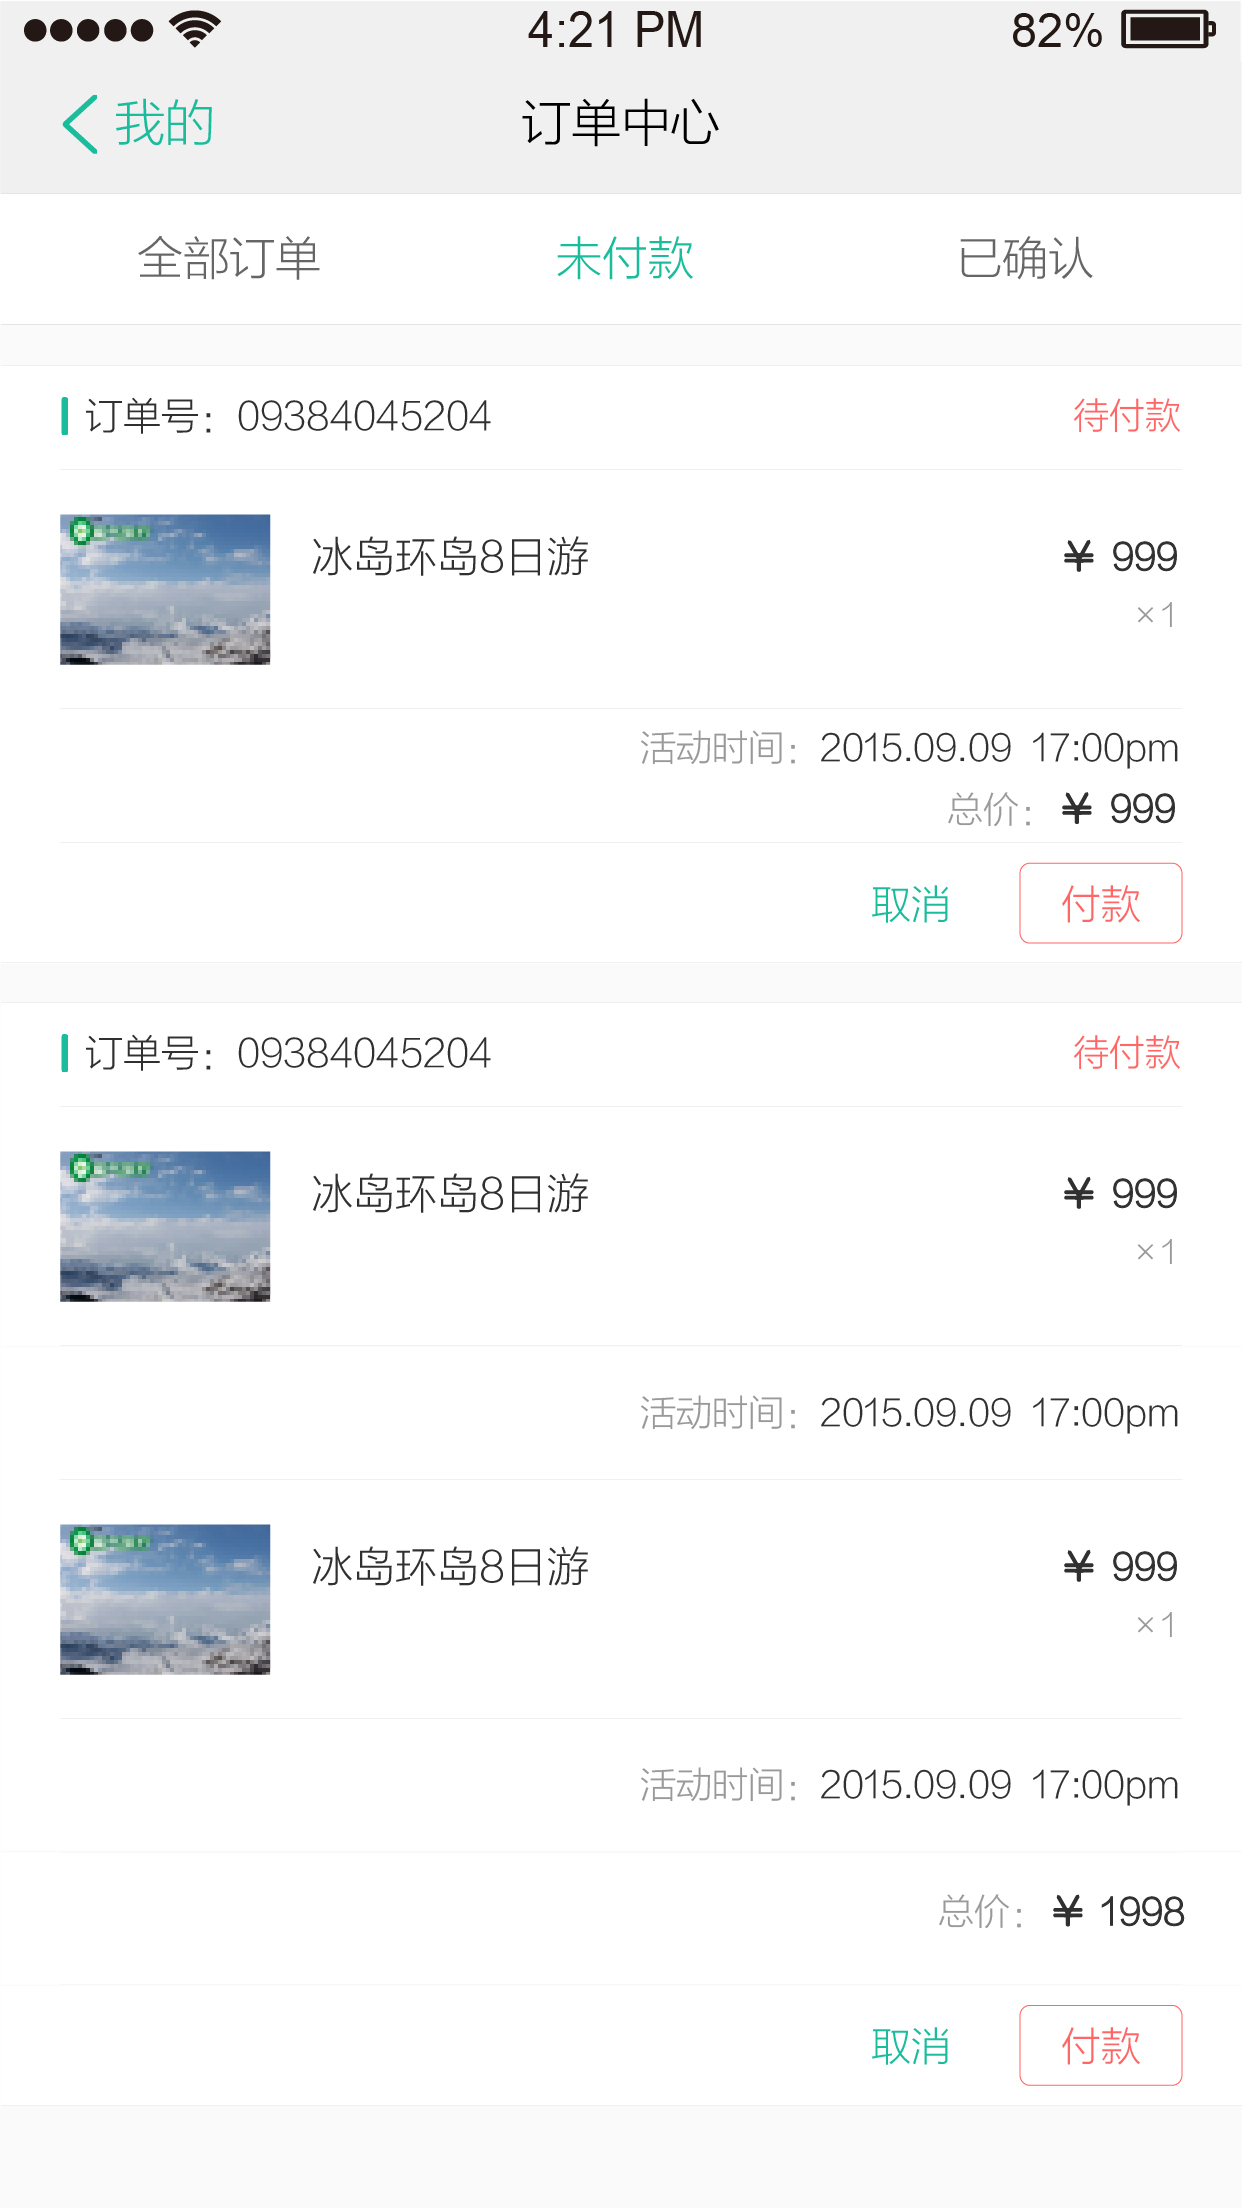 4:21 PM 82%
我的 订单中心
全部订单 未付款 已确认
订单号：09384045204 待付款
冰岛环岛8日游 ¥ 999
×1
活动时间：2015.09.09 17:00pm
总价：¥ 999
取消 付款
订单号：09384045204 待付款
冰岛环岛8日游 ¥ 999
×1
活动时间：2015.09.09 17:00pm
冰岛环岛8日游 ¥ 999
×1
活动时间：2015.09.09 17:00pm
总价：¥ 1998
取消 付款